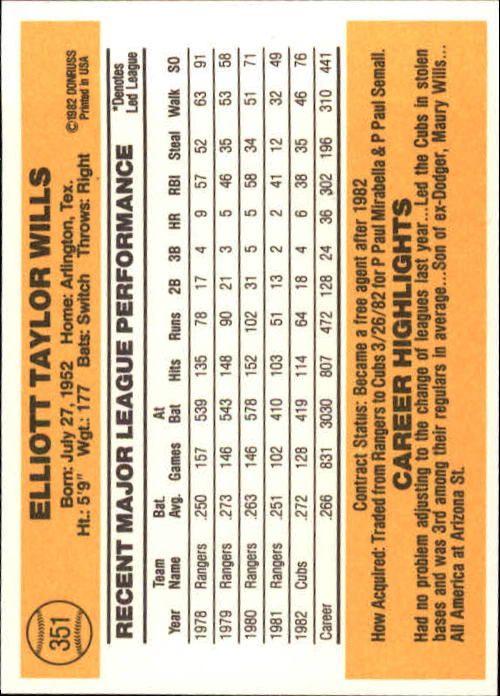 351
ELLIOTT TAYLOR WILLS
©1982 DONRUSS
Printed in USA
Born: July 27, 1952 Home: Arlington, Tex.
Ht.: 5'9" Wgt.: 177 Bats: Switch Throws: Right
RECENT MAJOR LEAGUE PERFORMANCE
*Denotes
Led League
Year Team Name Bat. Avg. Games At Bat Hits Runs 2B 3B HR RBI Steal Walk SO
1978 Rangers .250 157 539 135 78 17 4 9 57 52 63 91
1979 Rangers .273 146 543 148 90 21 3 5 46 35 53 58
1980 Rangers .263 146 578 152 102 31 5 5 58 34 51 71
1981 Rangers .251 102 410 103 51 13 2 2 41 12 32 49
1982 Cubs .272 128 419 114 64 18 4 6 38 35 46 76
Career .266 831 3030 807 472 128 24 36 302 196 310 441
Contract Status: Became a free agent after 1982
How Acquired: Traded from Rangers to Cubs 3/26/82 for P Paul Mirabella & P Paul Semall.
CAREER HIGHLIGHTS
Had no problem adjusting to the change of leagues last year...Led the Cubs in stolen
bases and was 3rd among their regulars in average...Son of ex-Dodger, Maury Wills...
All America at Arizona St.